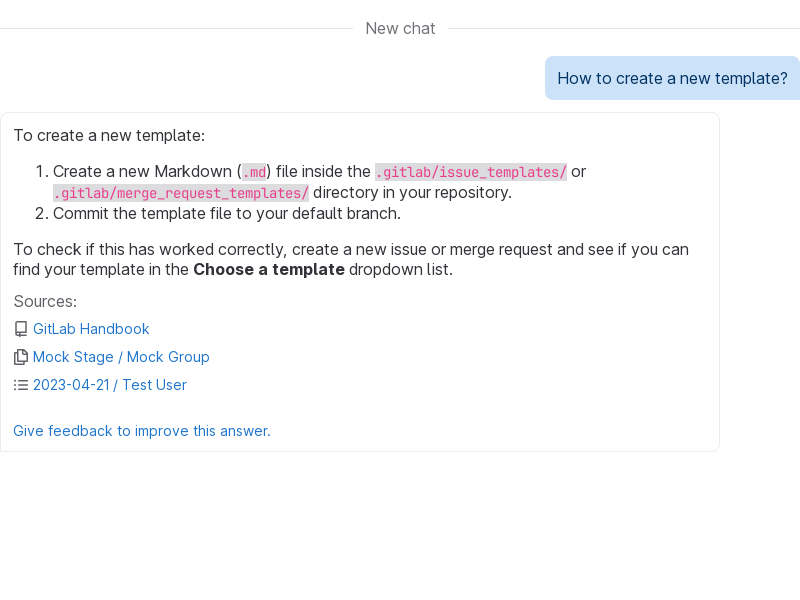 New chat
How to create a new template?
To create a new template:
1. Create a new Markdown (.md) file inside the .gitlab/issue_templates/ or
.gitlab/merge_request_templates/ directory in your repository.
2. Commit the template file to your default branch.
To check if this has worked correctly, create a new issue or merge request and see if you can
find your template in the Choose a template dropdown list.
Sources:
GitLab Handbook
Mock Stage / Mock Group
2023-04-21 / Test User
Give feedback to improve this answer.